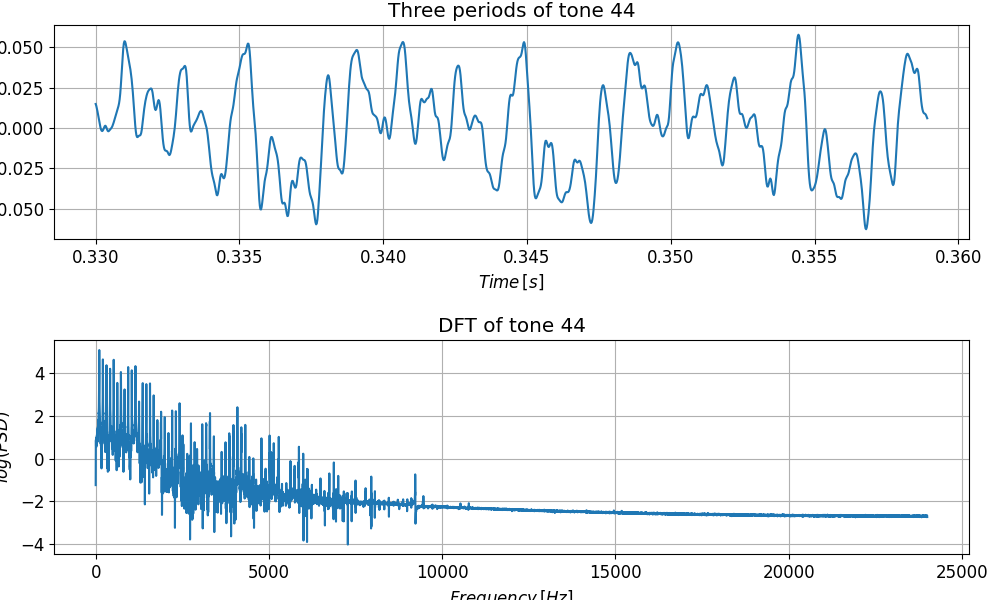 Three periods of tone 44
0.050
0.025
0.000
0.025
0.050
0.330 0.335 0.340 0.345 0.350 0.355 0.360
Time [s]
DFT of tone 44
4
2
0
−2
−4
log(PSD)
0 5000 10000 15000 20000 25000
Frequency [Hz]